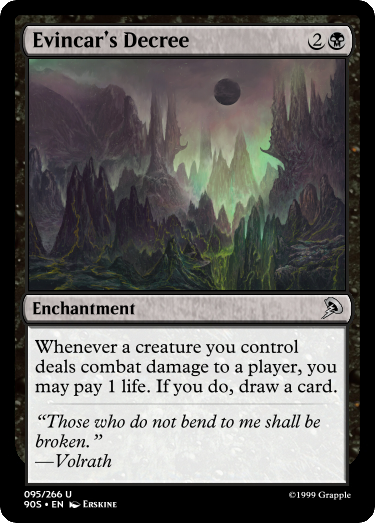 Evincar's Decree 2
Enchantment
Whenever a creature you control
deals combat damage to a player, you
may pay 1 life. If you do, draw a card.
“Those who do not bend to me shall be
broken.”
—Volrath
095/266 U
90S • EN Erskine
©1999 Grapple